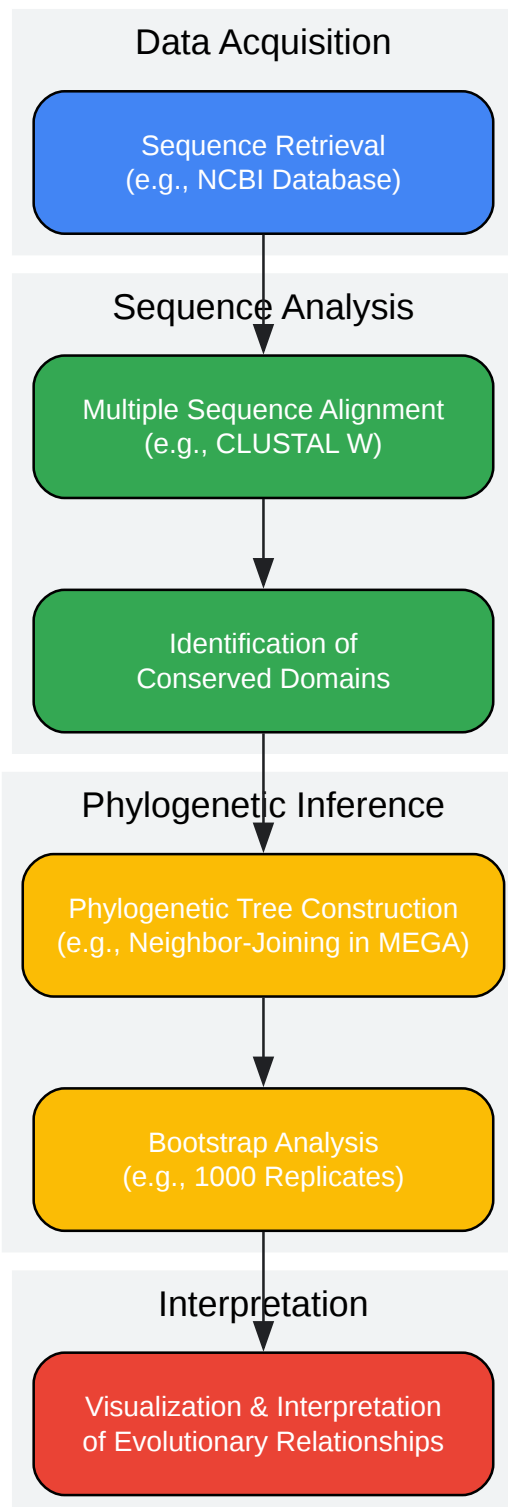 Data Acquisition
Sequence Retrieval
(e.g., NCBI Database)
Sequence Analysis
Multiple Sequence Alignment
(e.g., CLUSTAL W)
Identification of
Conserved Domains
Phylogenetic Inference
Phylogenetic Tree Construction
(e.g., Neighbor-Joining in MEGA)
Bootstrap Analysis
(e.g., 1000 Replicates)
Interpretation
Visualization & Interpretation
of Evolutionary Relationships